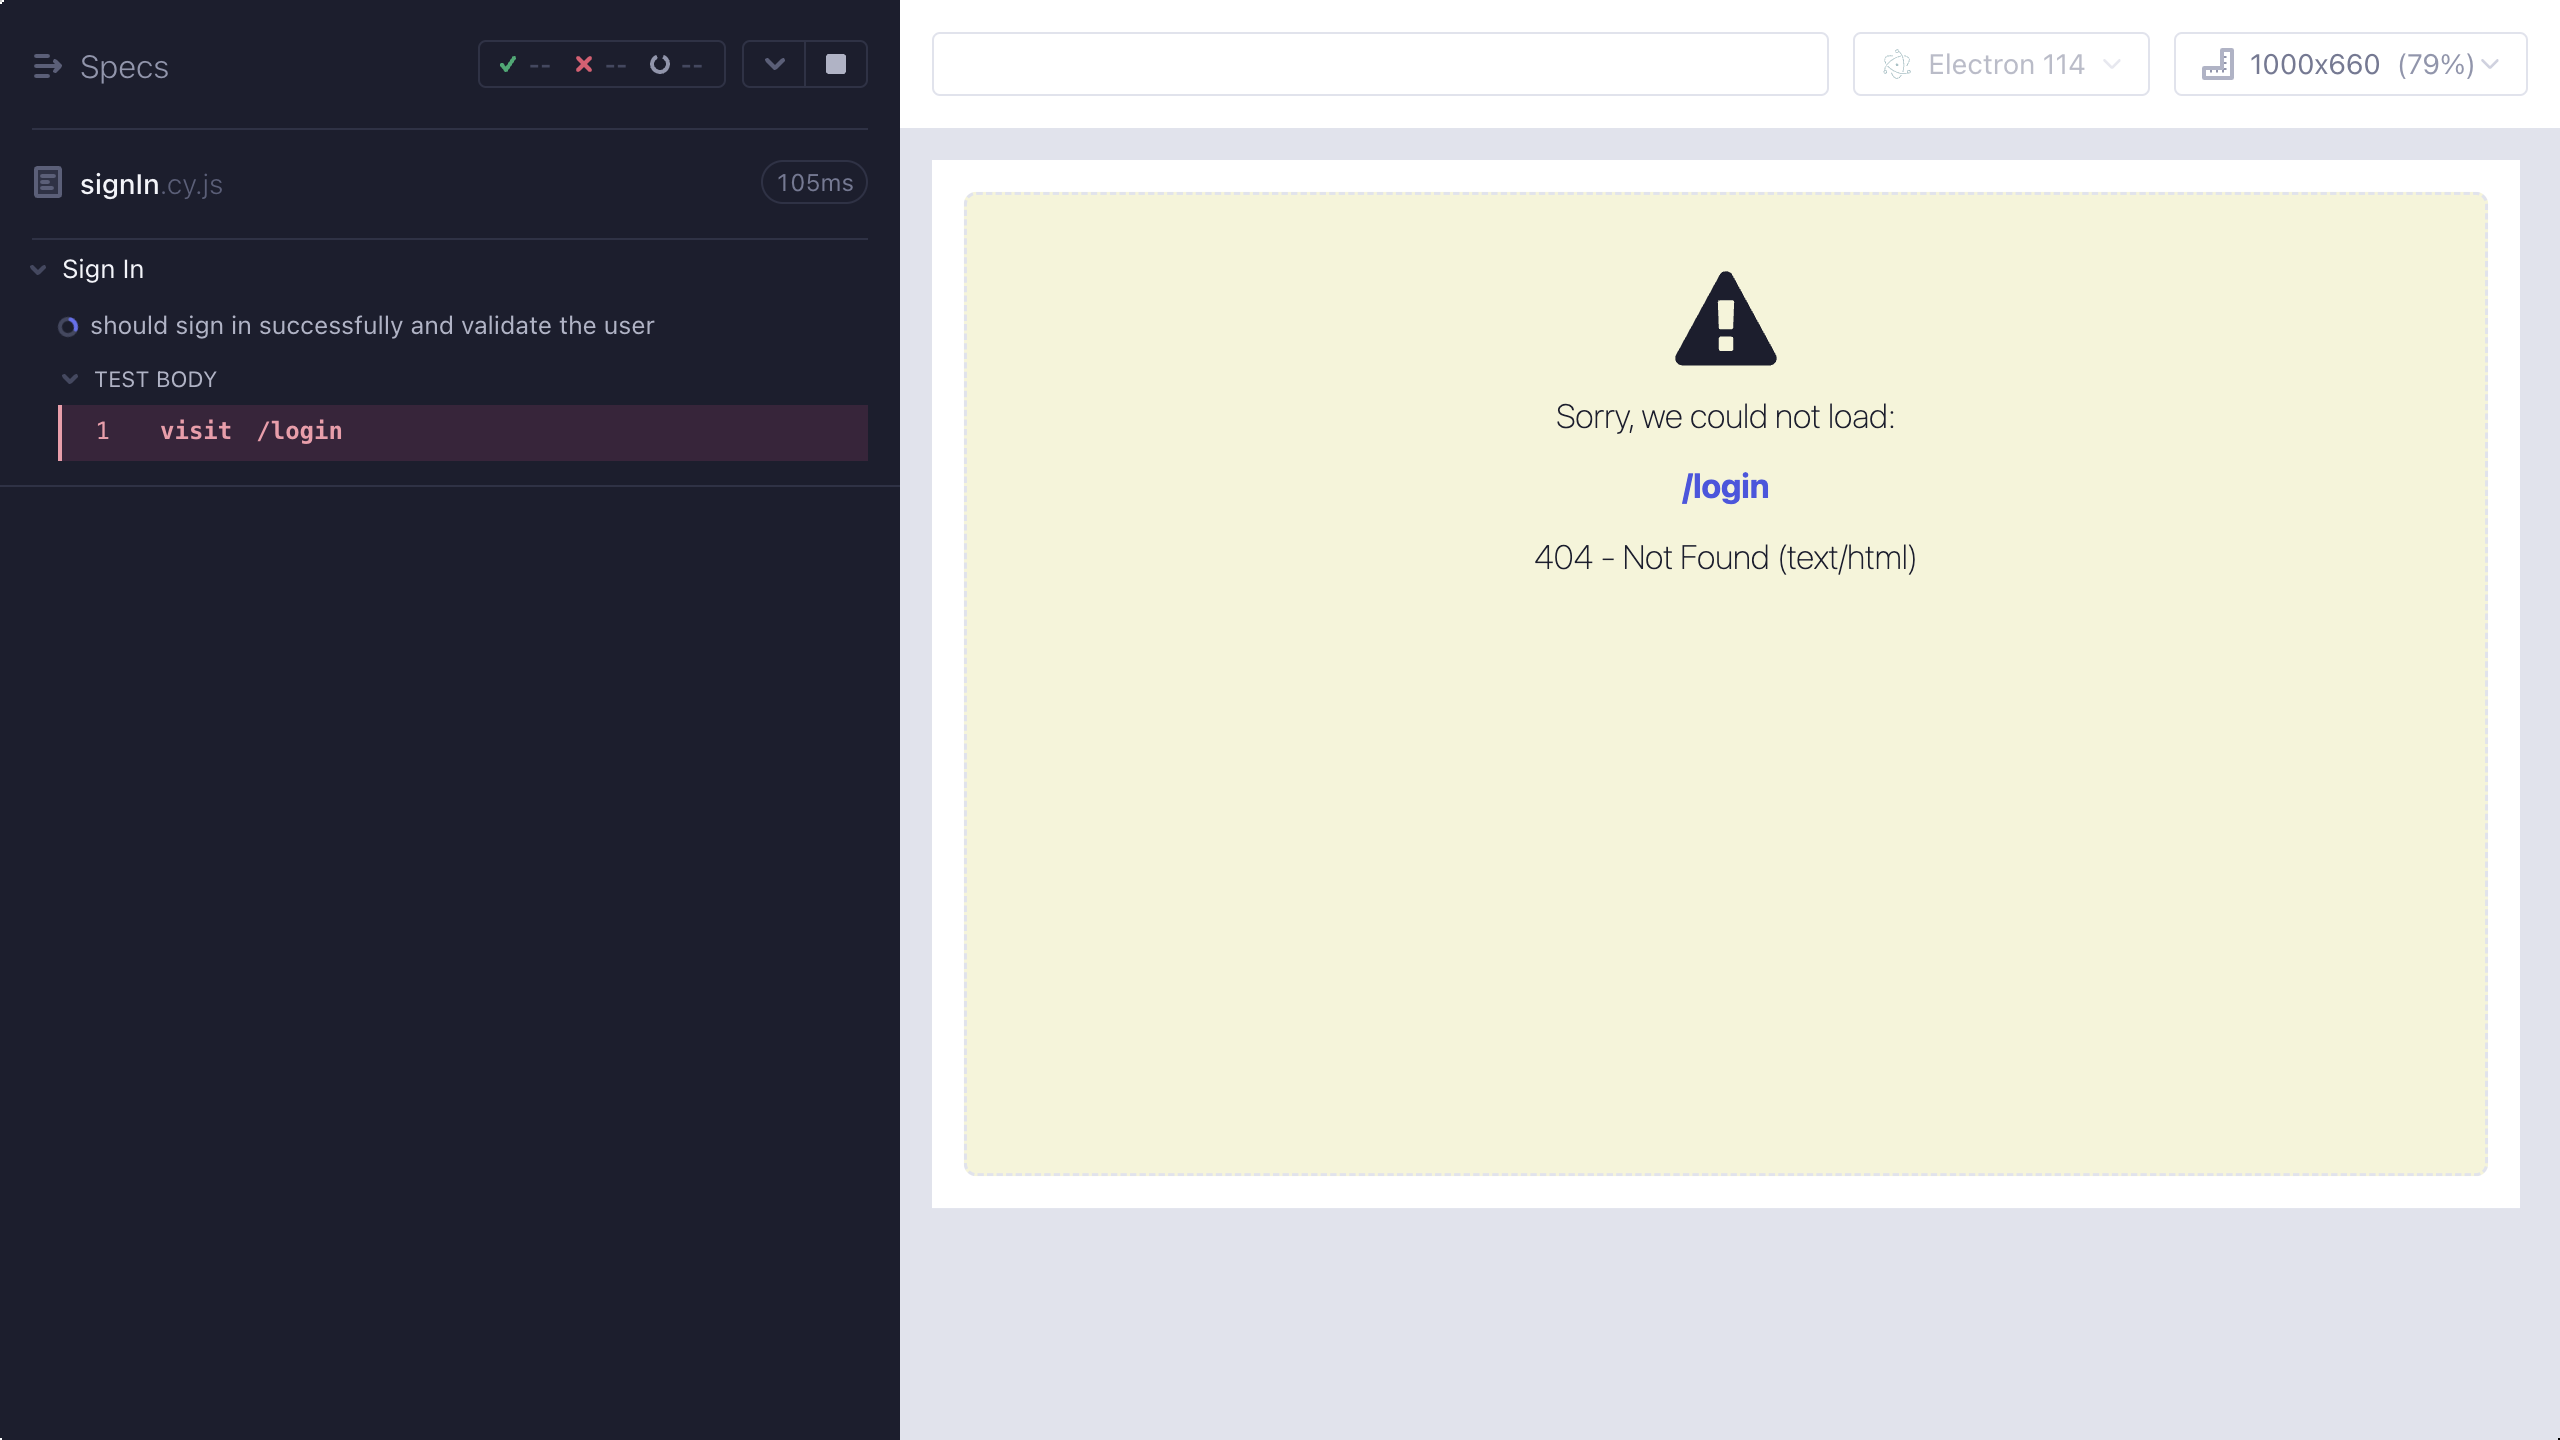 Specs
--
--
--
signIn.cy.js
105ms
Sign In
should sign in successfully and validate the user
TEST BODY
1 visit /login
Electron 114
1000x660 (79%)
Sorry, we could not load:
/login
404 - Not Found (text/html)